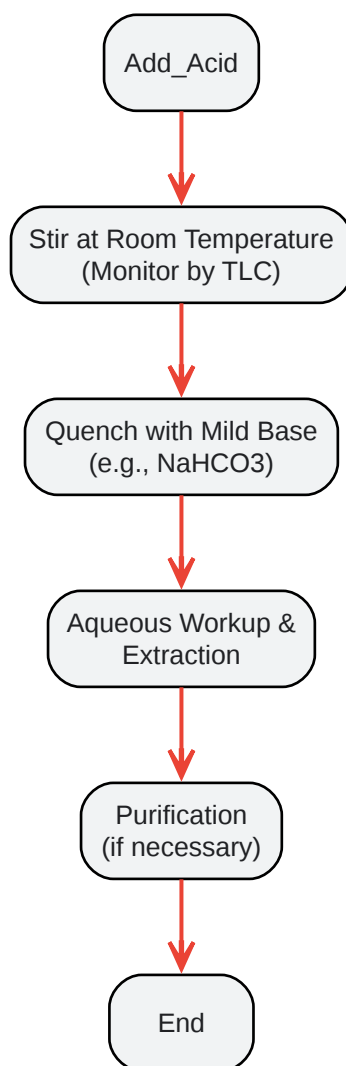 Add_Acid
Stir at Room Temperature
(Monitor by TLC)
Quench with Mild Base
(e.g., NaHCO3)
Aqueous Workup &
Extraction
Purification
(if necessary)
End